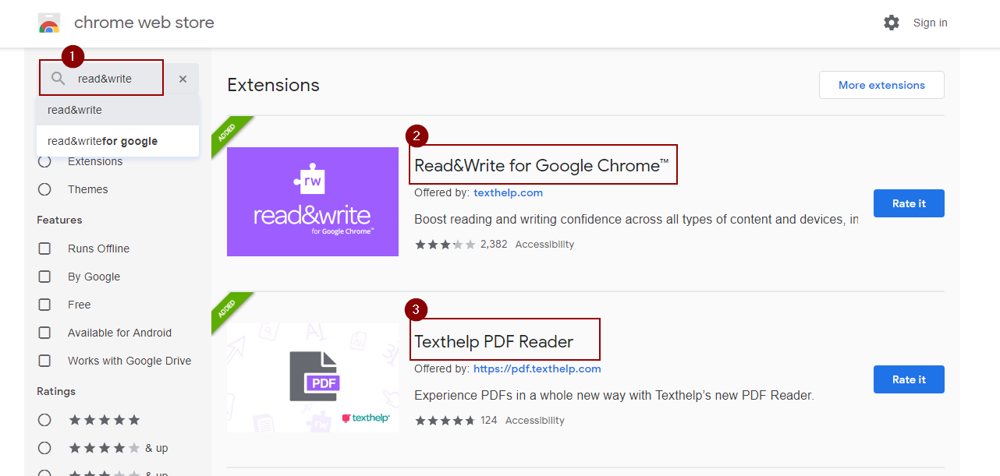 chrome web store
Sign in
1
read&write
read&write
read&writefor google
Extensions
Themes
Features
Runs Offline
By Google
Free
Available for Android
Works with Google Drive
Ratings
& up
& up
Extensions
More extensions
ADDED
rw
read&write
for Google Chrome™
2
Read&Write for Google Chrome™
Offered by: texthelp.com
Boost reading and writing confidence across all types of content and devices, in
2,382 Accessibility
Rate it
ADDED
PDF
rw
texthelp
3
Texthelp PDF Reader
Offered by: https://pdf.texthelp.com
Experience PDFs in a whole new way with Texthelp’s new PDF Reader.
124 Accessibility
Rate it